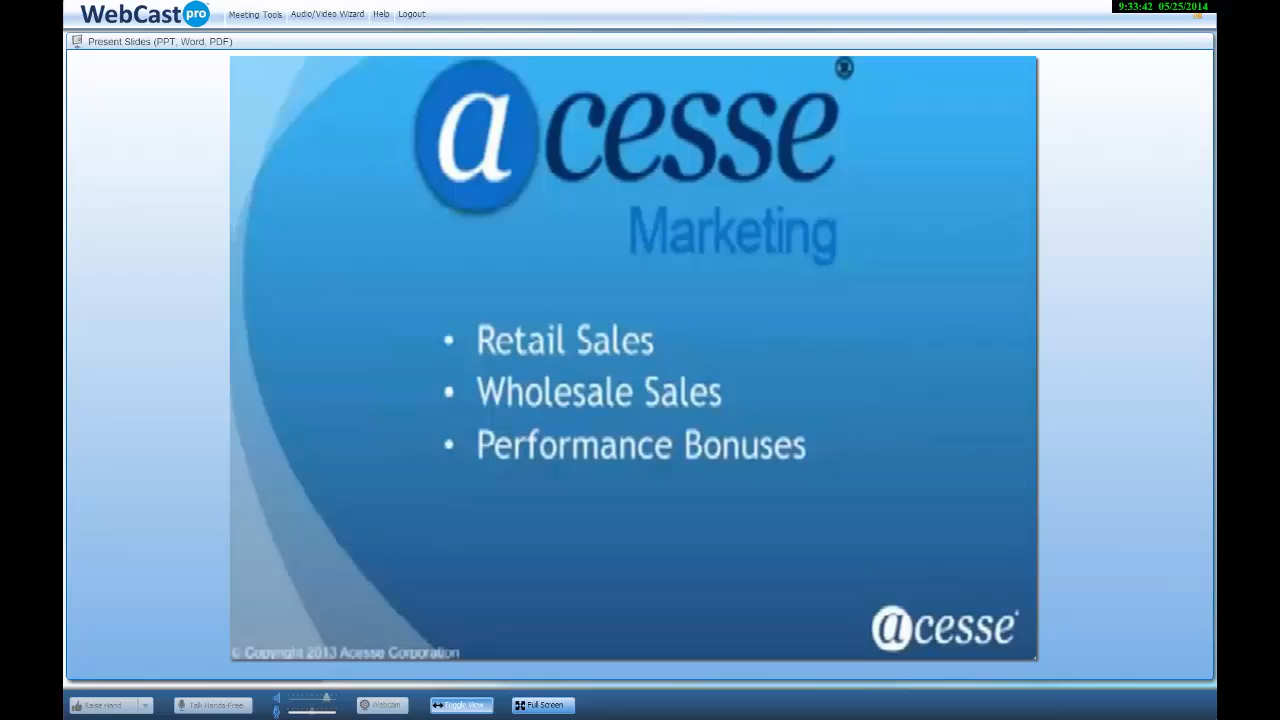 9:33:42 05/25/2014
WebCast pro Meeting Tools Audio/Video Wizard Help Logout
Present Slides (PPT, Word, PDF)
acesse®
Marketing
• Retail Sales
• Wholesale Sales
• Performance Bonuses
acesse
© Copyright 2013 Acesse Corporation
Raise Hand Talk Hands-Free Webcam Toggle View Full Screen